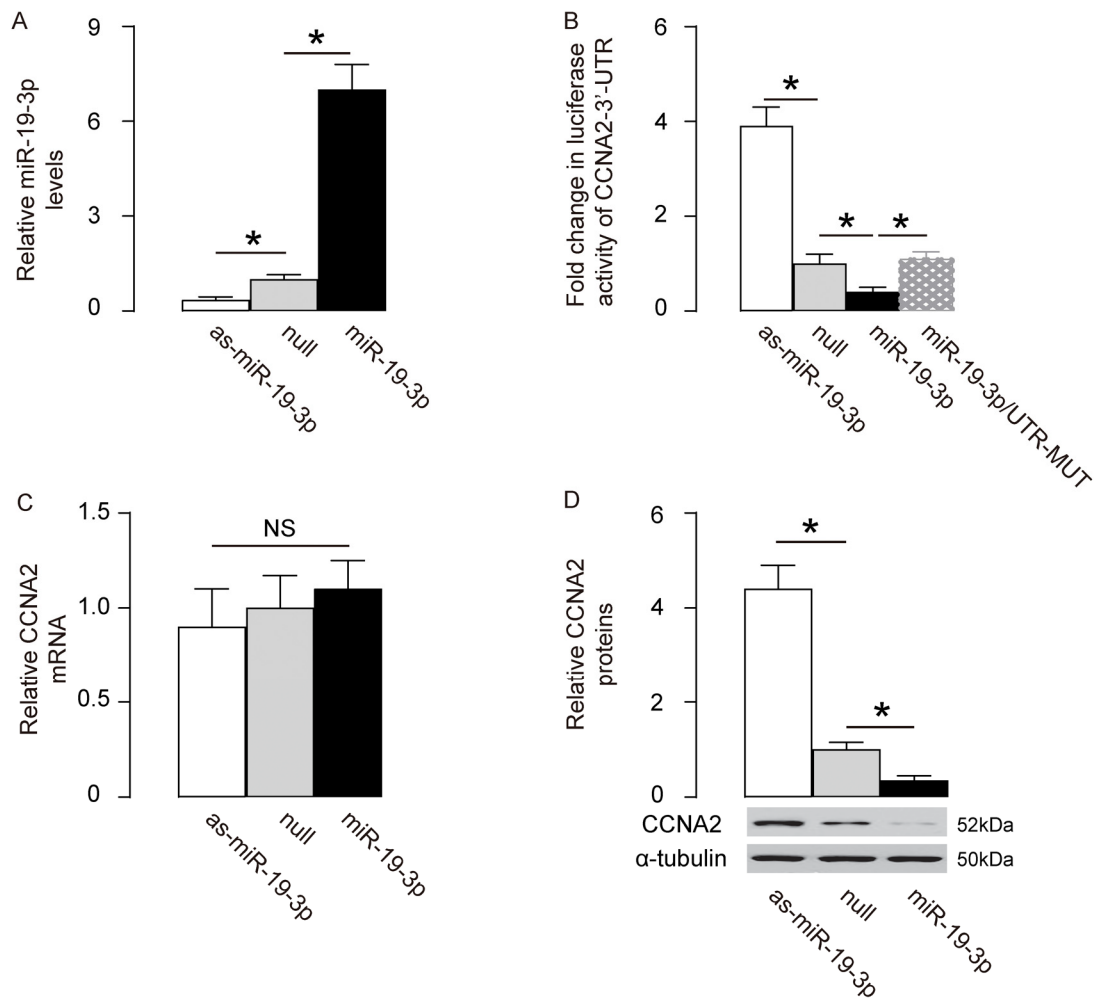 A
Relative miR-19-3p
levels
9
6
3
0
*
*
as-miR-19-3p
null
miR-19-3p
B
Fold change in luciferase
activity of CCNA2-3'-UTR
6
4
2
0
*
*
*
as-miR-19-3p
null
miR-19-3p
miR-19-3p/UTR-MUT
C
Relative CCNA2
mRNA
1.5
1.0
0.5
0
NS
as-miR-19-3p
null
miR-19-3p
D
Relative CCNA2
proteins
6
4
2
0
*
*
CCNA2
52kDa
α-tubulin
50kDa
as-miR-19-3p
null
miR-19-3p